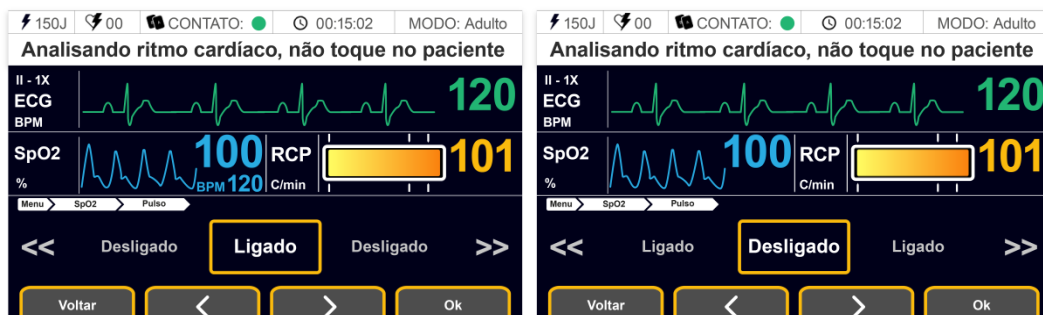 150J 00 CONTATO: 00:15:02 MODO: Adulto
Analisando ritmo cardíaco, não toque no paciente
II - 1X
ECG
BPM
120
SpO2
%
100
BPM 120
RCP
C/min
101
Menu SpO2 Pulso
<< Desligado Ligado Desligado >>
Voltar < > Ok
150J 00 CONTATO: 00:15:02 MODO: Adulto
Analisando ritmo cardíaco, não toque no paciente
II - 1X
ECG
BPM
120
SpO2
%
100
RCP
C/min
101
Menu SpO2 Pulso
<< Ligado Desligado Ligado >>
Voltar < > Ok